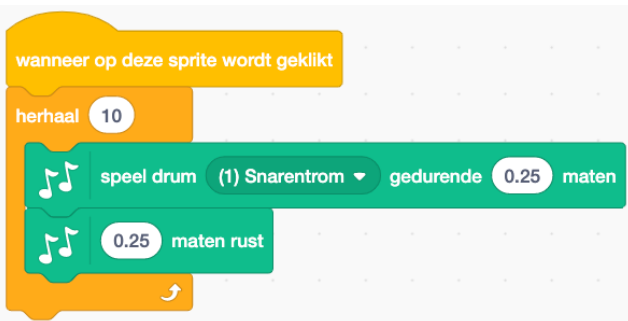 wanneer op deze sprite wordt geklikt
herhaal 10
speel drum (1) Snarentrom gedurende 0.25 maten
0.25 maten rust